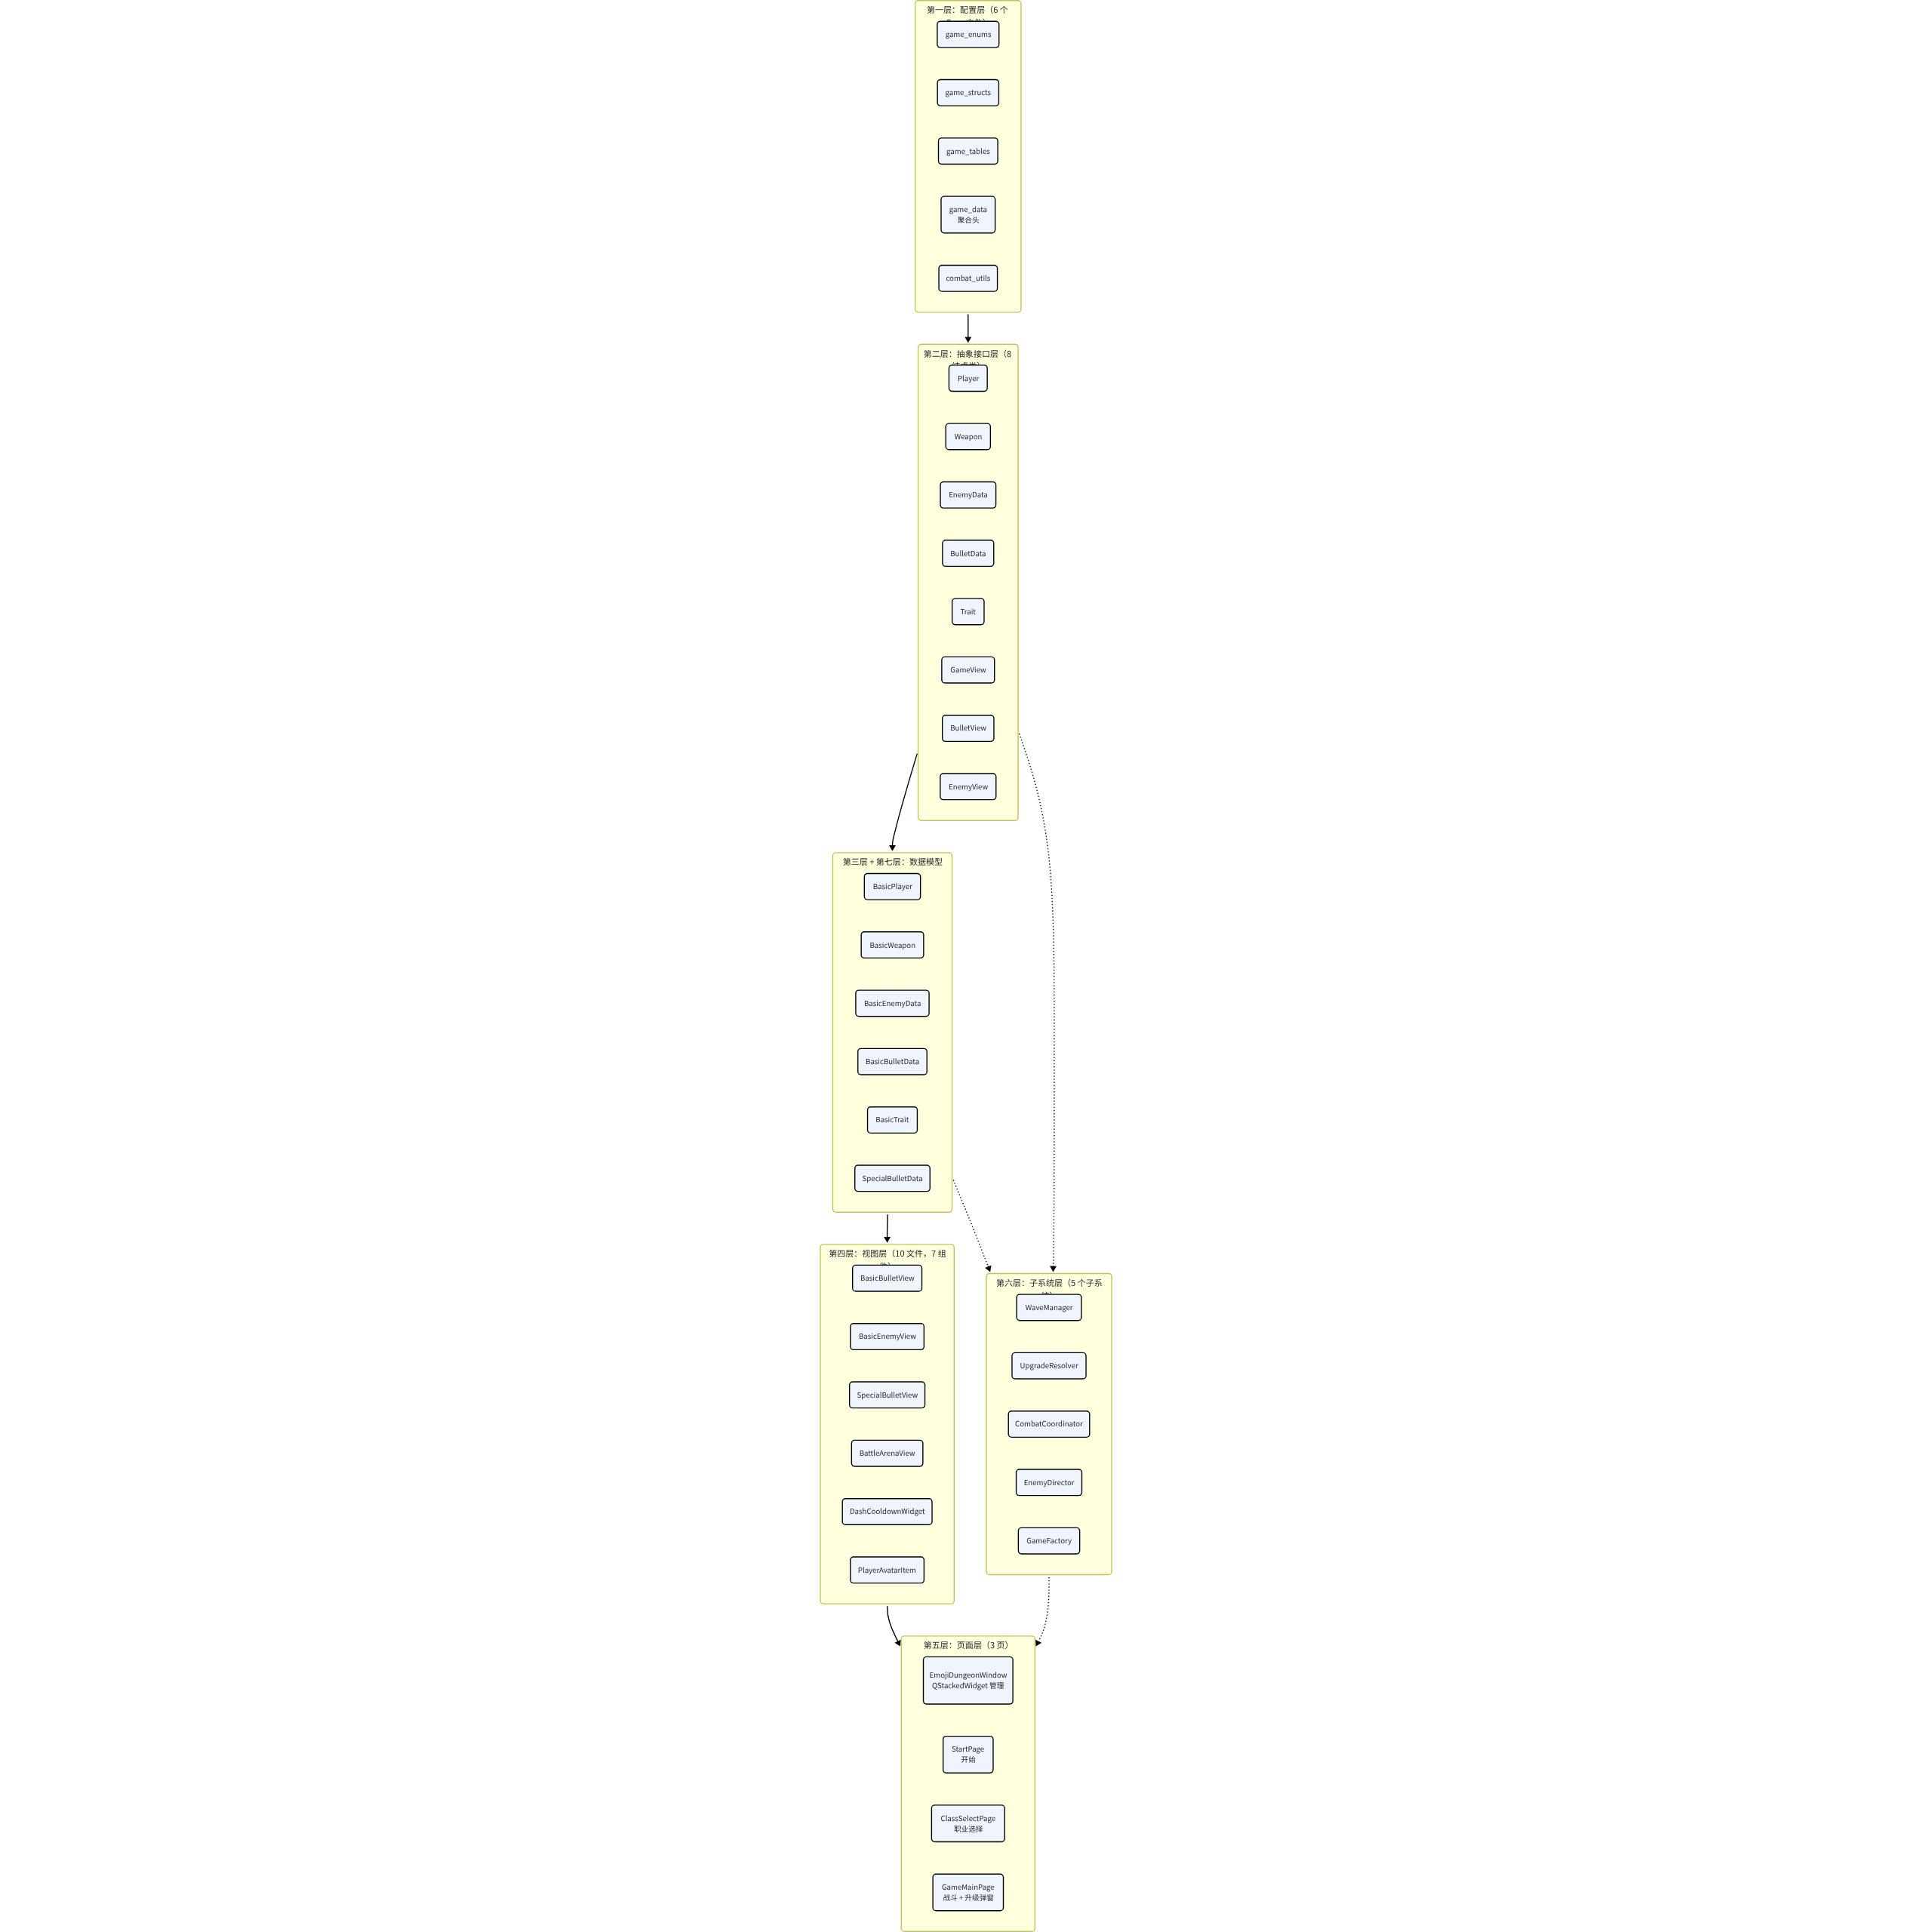 第一层：配置层（6 个
game_enums
game_structs
game_tables
game_data
聚合头
combat_utils
第二层：抽象接口层（8
Player
Weapon
EnemyData
BulletData
Trait
GameView
BulletView
EnemyView
第三层 + 第七层：数据模型
BasicPlayer
BasicWeapon
BasicEnemyData
BasicBulletData
BasicTrait
SpecialBulletData
第四层：视图层（10 文件，7 组
BasicBulletView
BasicEnemyView
SpecialBulletView
BattleArenaView
DashCooldownWidget
PlayerAvatarItem
第六层：子系统层（5 个子系
WaveManager
UpgradeResolver
CombatCoordinator
EnemyDirector
GameFactory
第五层：页面层（3 页）
EmojiDungeonWindow
QStackedWidget 管理
StartPage
开始
ClassSelectPage
职业选择
GameMainPage
战斗 + 升级弹窗